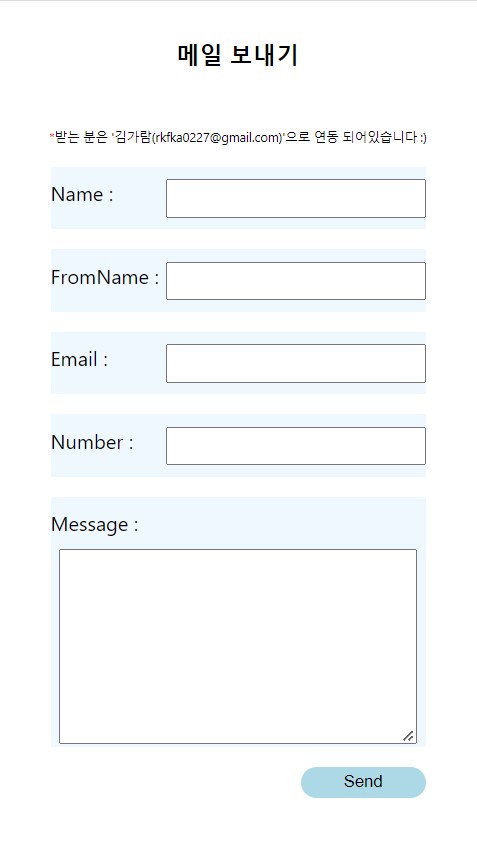 메일 보내기
*받는 분은 '김가람(rkfka0227@gmail.com)'으로 연동 되어있습니다 :)
Name :
FromName :
Email :
Number :
Message :
Send